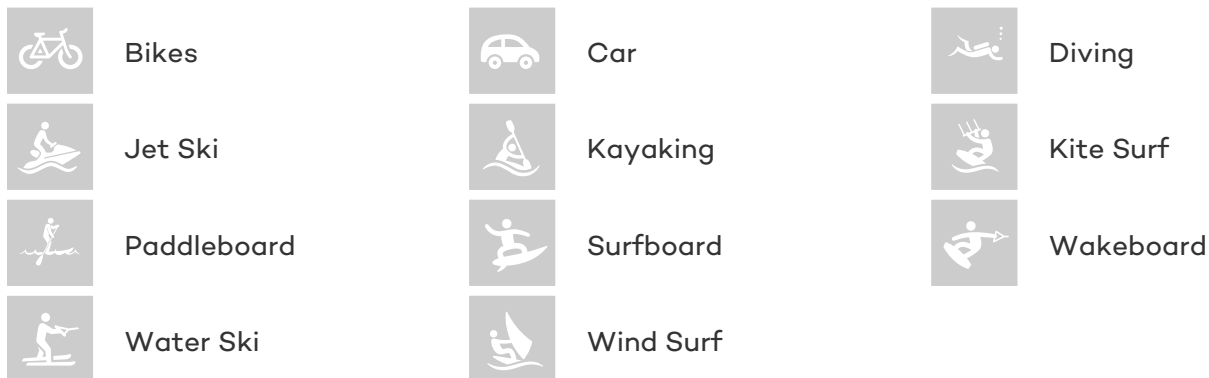 Bikes
Car
Diving
Jet Ski
Kayaking
Kite Surf
Paddleboard
Surfboard
Wakeboard
Water Ski
Wind Surf